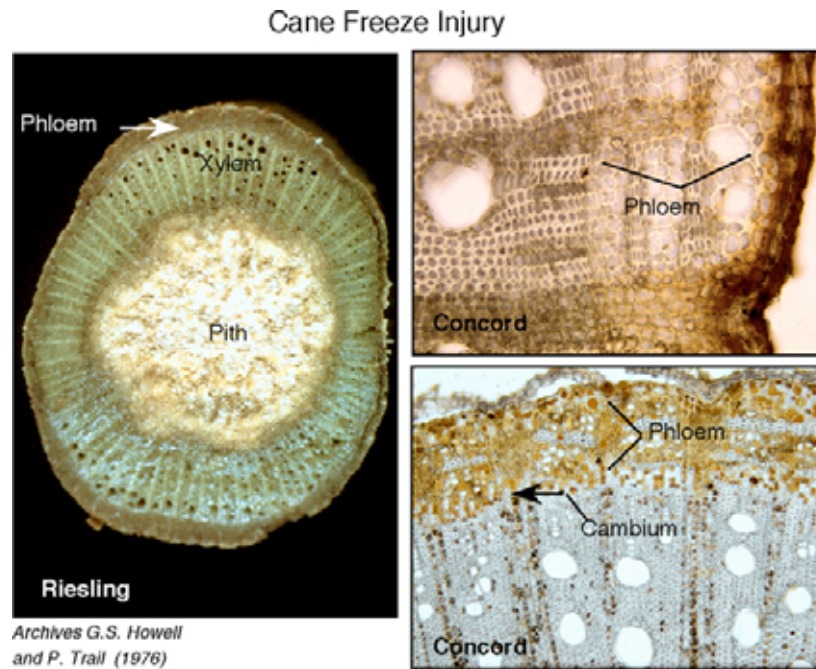 Cane Freeze Injury
Phloem
Xylem
Pith
Riesling
Archives G.S. Howell
and P. Trail (1976)
Phloem
Concord
Phloem
Cambium
Concord